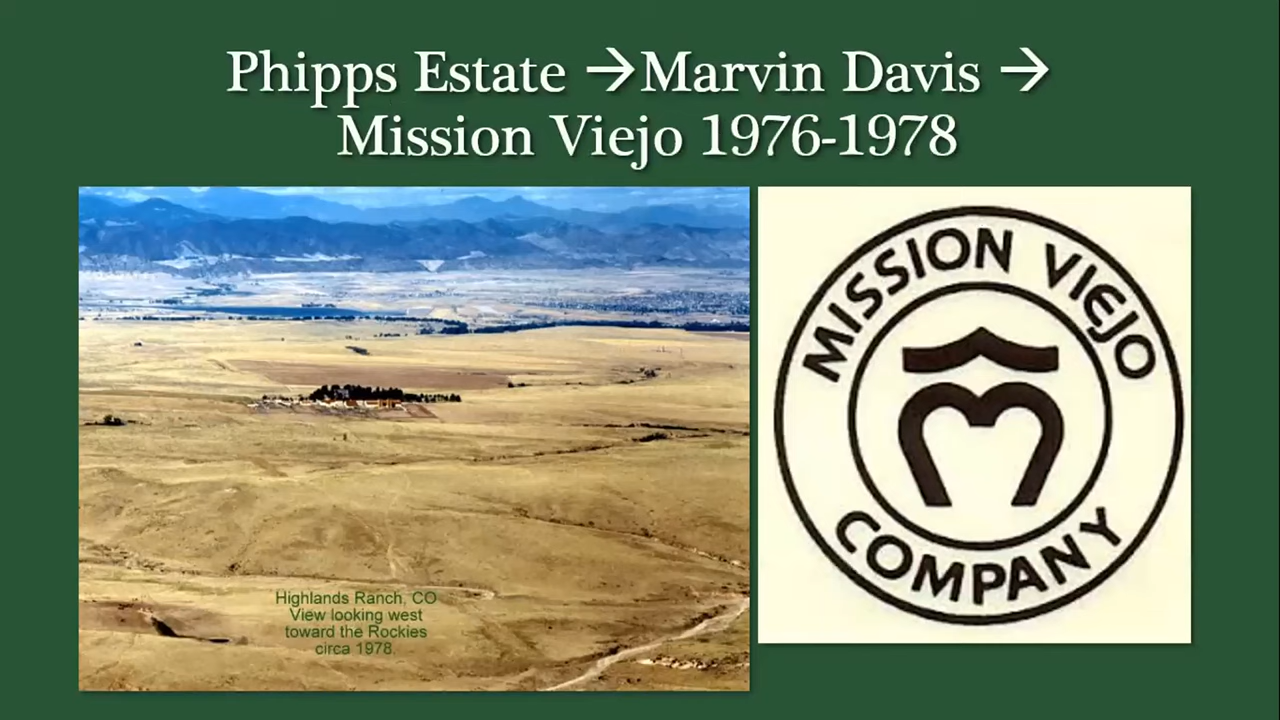 Phipps Estate →Marvin Davis →
Mission Viejo 1976-1978
Highlands Ranch, CO
View looking west
toward the Rockies
circa 1978
MISSION VIEJO
COMPANY